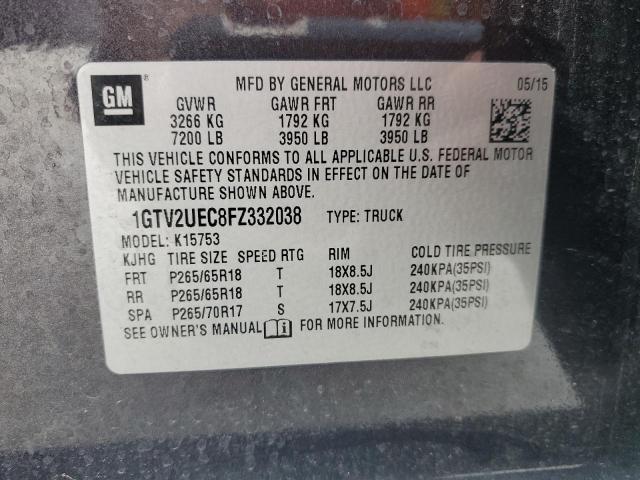 GM ®
MFD BY GENERAL MOTORS LLC 05/15
GVWR GAWR FRT GAWR RR
3266 KG 1792 KG 1792 KG
7200 LB 3950 LB 3950 LB
THIS VEHICLE CONFORMS TO ALL APPLICABLE U.S. FEDERAL MOTOR
VEHICLE SAFETY STANDARDS IN EFFECT ON THE DATE OF
MANUFACTURE SHOWN ABOVE.
1GTV2UEC8FZ332038 TYPE: TRUCK
MODEL: K15753
KJHG TIRE SIZE SPEED RTG RIM COLD TIRE PRESSURE
FRT P265/65R18 T 18X8.5J 240KPA(35PSI)
RR P265/65R18 T 18X8.5J 240KPA(35PSI)
SPA P265/70R17 S 17X7.5J 240KPA(35PSI)
SEE OWNER'S MANUAL i FOR MORE INFORMATION.